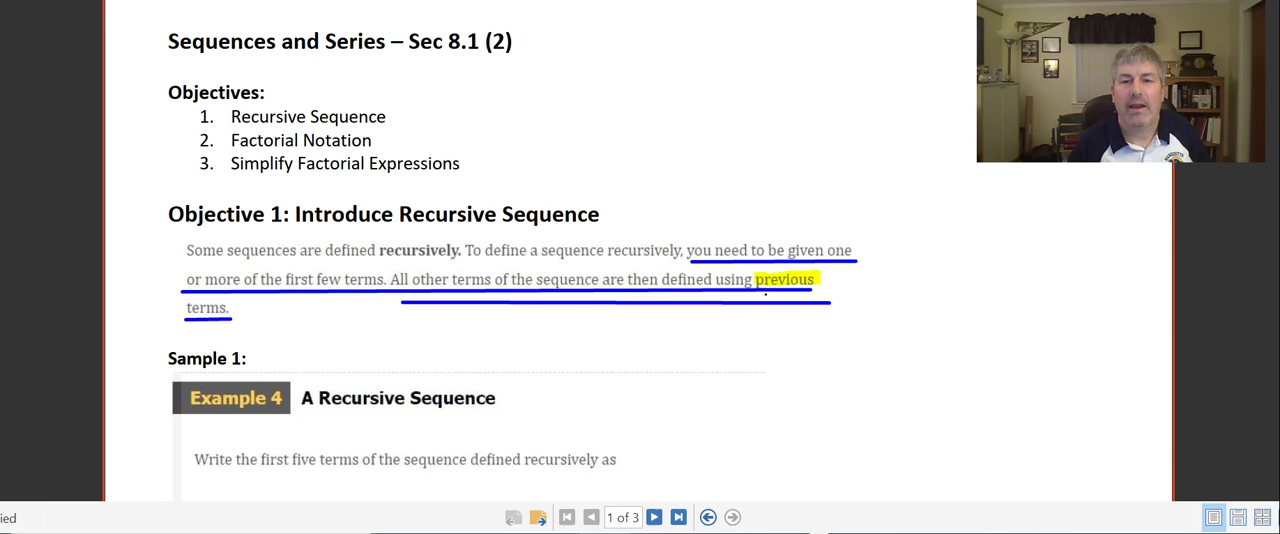 Sequences and Series – Sec 8.1 (2)
Objectives:
1. Recursive Sequence
2. Factorial Notation
3. Simplify Factorial Expressions
Objective 1: Introduce Recursive Sequence
Some sequences are defined recursively. To define a sequence recursively, you need to be given one
or more of the first few terms. All other terms of the sequence are then defined using previous
terms.
Sample 1:
Example 4 A Recursive Sequence
Write the first five terms of the sequence defined recursively as
ied
1 of 3